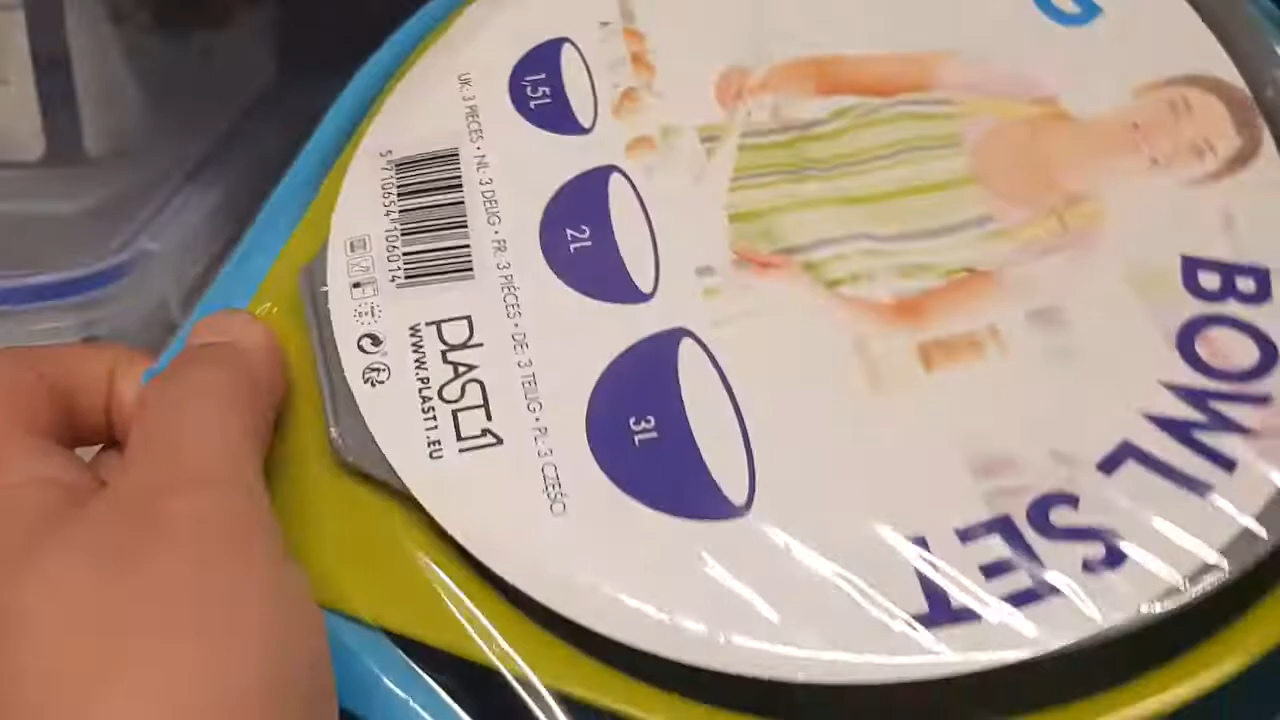 BOWL SET
1,5L
2L
3L
UK: 3 PIECES • NL: 3 DELIG • FR: 3 PIÈCES • DE: 3 TEILIG • PL: 3 CZĘŚCI
5 710654 106014
PLAST1
WWW.PLAST1.EU